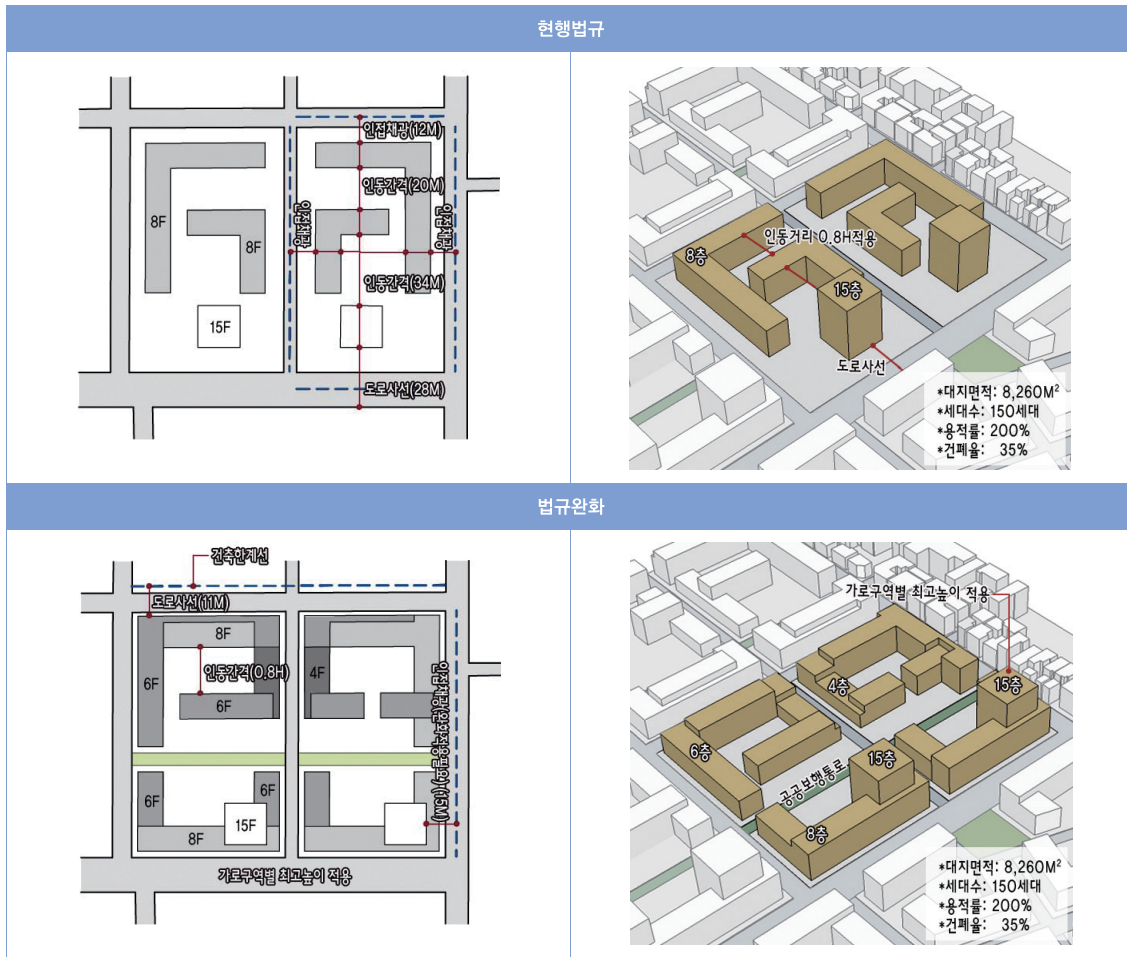 현행법규
인접채광(12M)
인동간격(20M)
8F
8F
인접채광
인접채광
인동간격(34M)
15F
도로사선(28M)
인동거리 0.8H적용
8층
15층
도로사선
*대지면적: 8,260M²
*세대수: 150세대
*용적률: 200%
*건폐율: 35%
법규완화
건축한계선
도로사선(11M)
8F
인동간격(0.8H)
6F
4F
6F
6F
6F
15F
8F
가로구역별 최고높이 적용
가로구역별 최고높이 적용
4층
15층
6층
15층
공공보행통로
8층
*대지면적: 8,260M²
*세대수: 150세대
*용적률: 200%
*건폐율: 35%